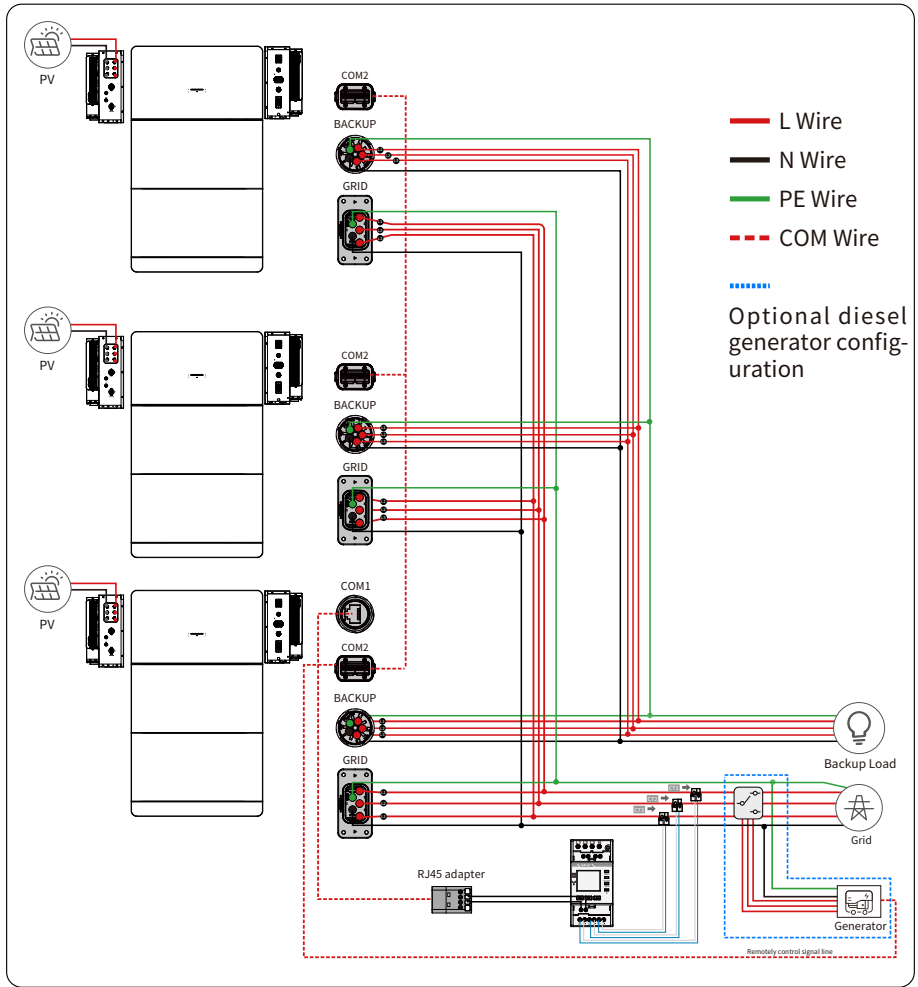 PV
COM2
BACKUP
GRID
L Wire
N Wire
PE Wire
COM Wire
Optional diesel
generator config-
uration
PV
COM2
BACKUP
GRID
PV
COM1
COM2
BACKUP
GRID
Backup Load
Grid
RJ45 adapter
Generator
Remotely control signal line